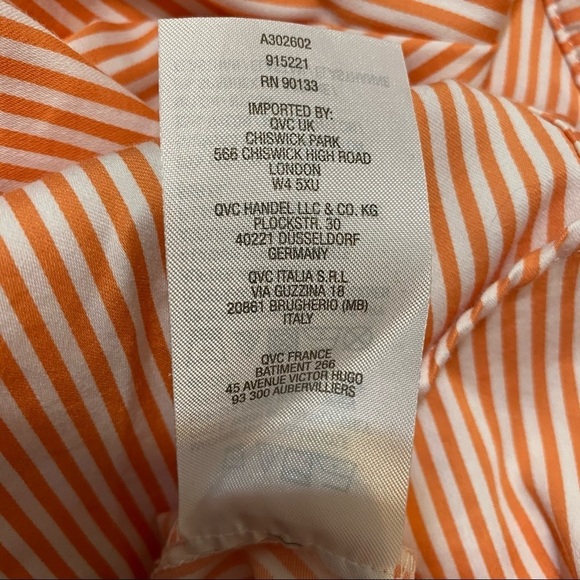 A302602
915221
RN 90133
IMPORTED BY:
QVC UK
CHISWICK PARK
566 CHISWICK HIGH ROAD
LONDON
W4 5XU
QVC HANDEL LLC & CO. KG
PLOCKSTR. 30
40221 DUSSELDORF
GERMANY
QVC ITALIA S.R.L
VIA GUZZINA 18
20861 BRUGHERIO (MB)
ITALY
QVC FRANCE
BATIMENT 266
45 AVENUE VICTOR HUGO
93 300 AUBERVILLIERS